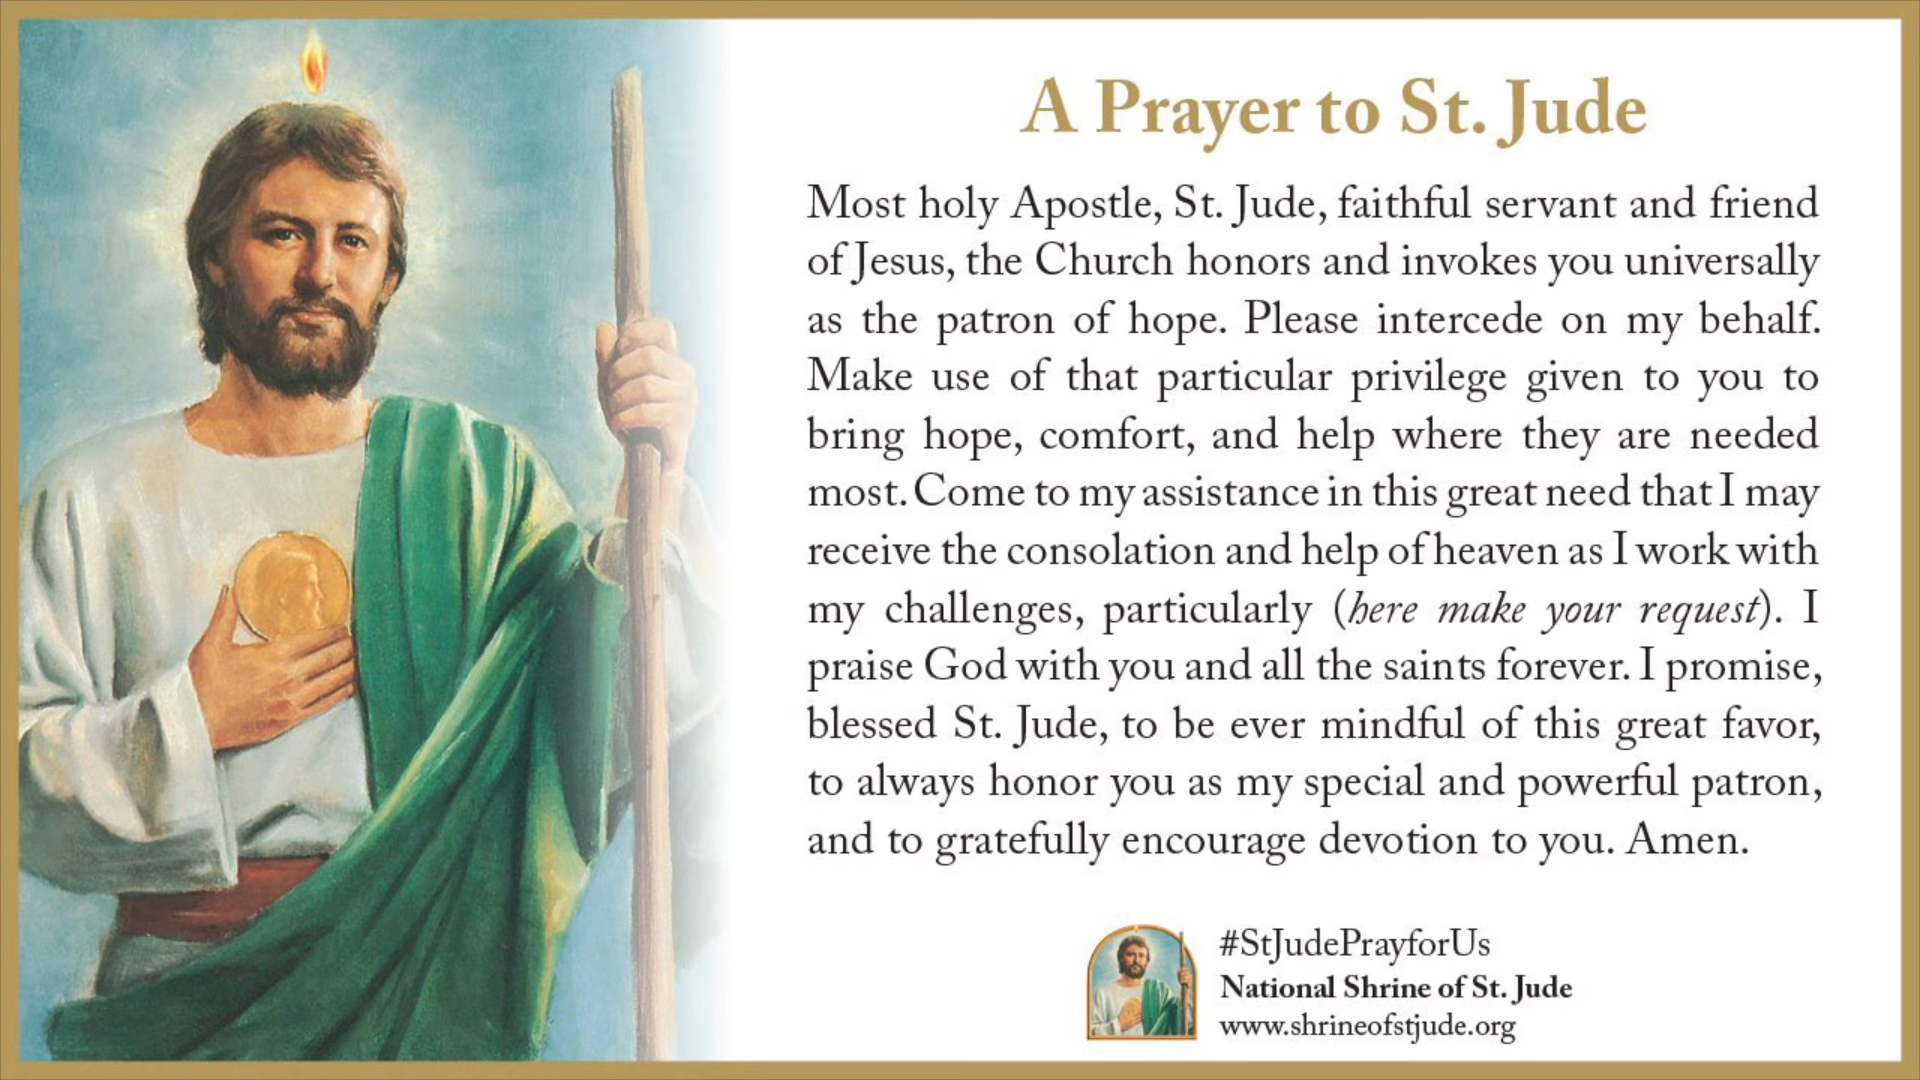 A Prayer to St. Jude
Most holy Apostle, St. Jude, faithful servant and friend
of Jesus, the Church honors and invokes you universally
as the patron of hope. Please intercede on my behalf.
Make use of that particular privilege given to you to
bring hope, comfort, and help where they are needed
most. Come to my assistance in this great need that I may
receive the consolation and help of heaven as I work with
my challenges, particularly (here make your request). I
praise God with you and all the saints forever. I promise,
blessed St. Jude, to be ever mindful of this great favor,
to always honor you as my special and powerful patron,
and to gratefully encourage devotion to you. Amen.
#StJudePrayforUs
National Shrine of St. Jude
www.shrineofstjude.org